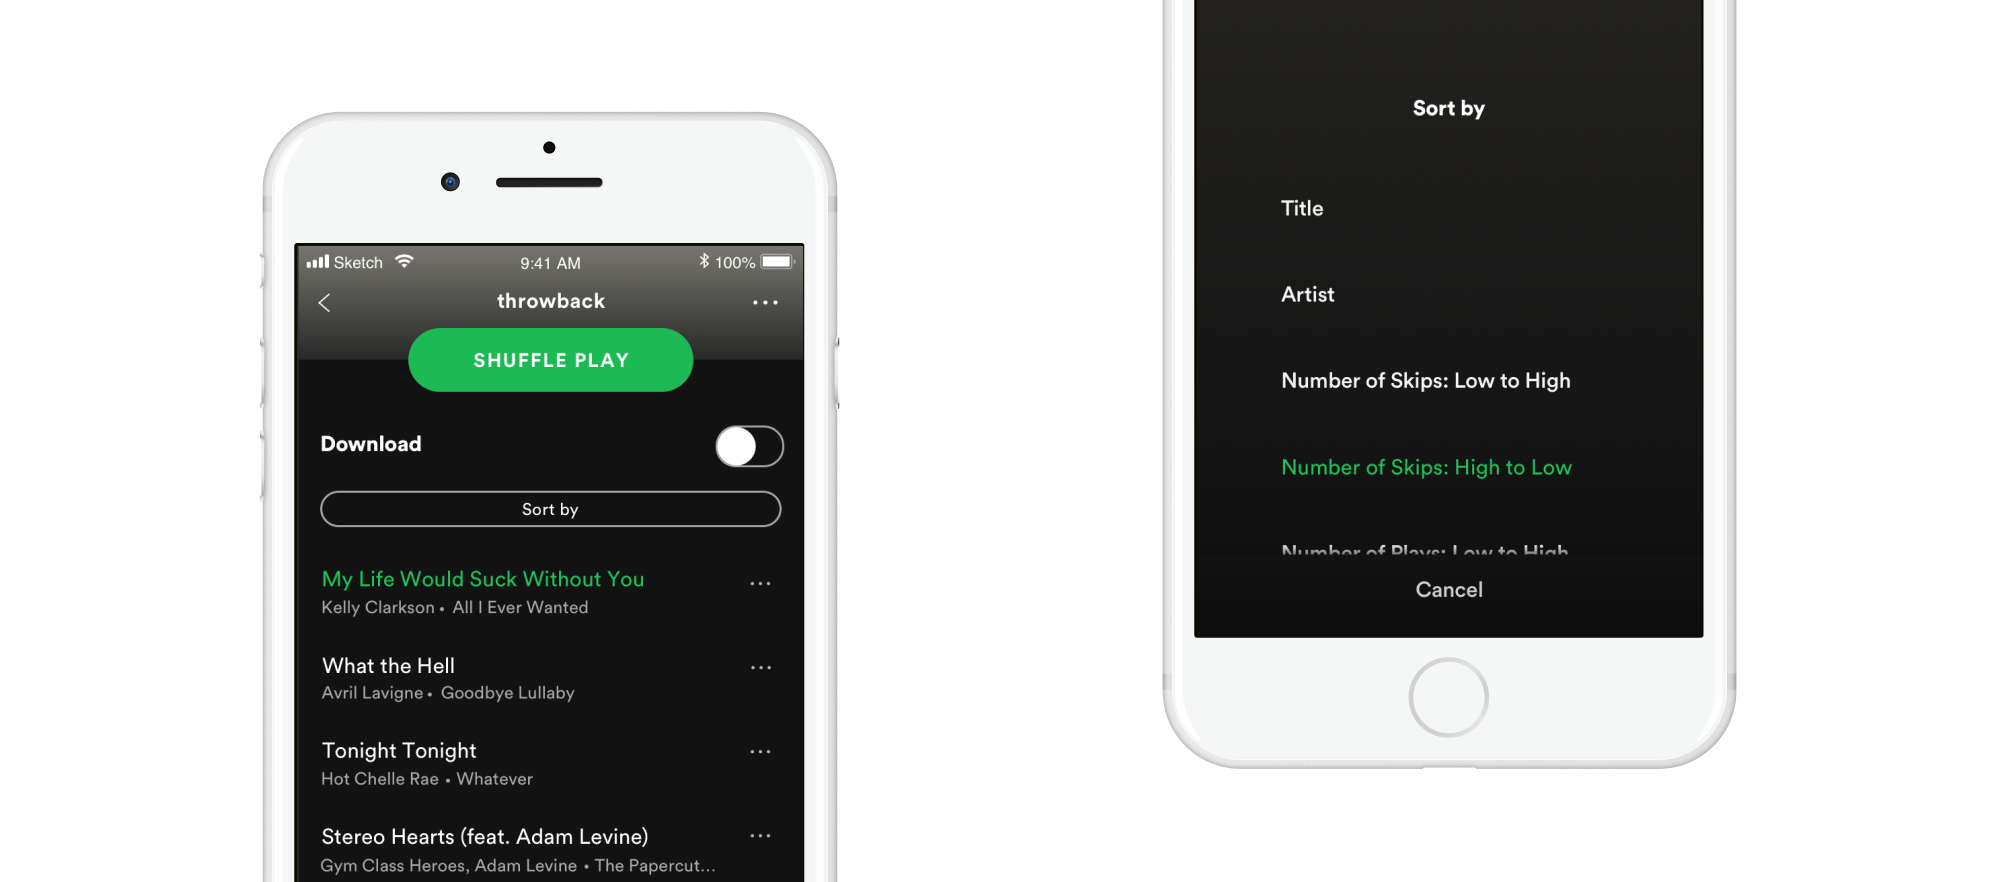 Sketch 9:41 AM 100%
throwback
SHUFFLE PLAY
Download
Sort by
My Life Would Suck Without You
Kelly Clarkson • All I Ever Wanted
What the Hell
Avril Lavigne • Goodbye Lullaby
Tonight Tonight
Hot Chelle Rae • Whatever
Stereo Hearts (feat. Adam Levine)
Gym Class Heroes, Adam Levine • The Papercut...
Sort by
Title
Artist
Number of Skips: Low to High
Number of Skips: High to Low
Number of Plays: Low to High
Cancel